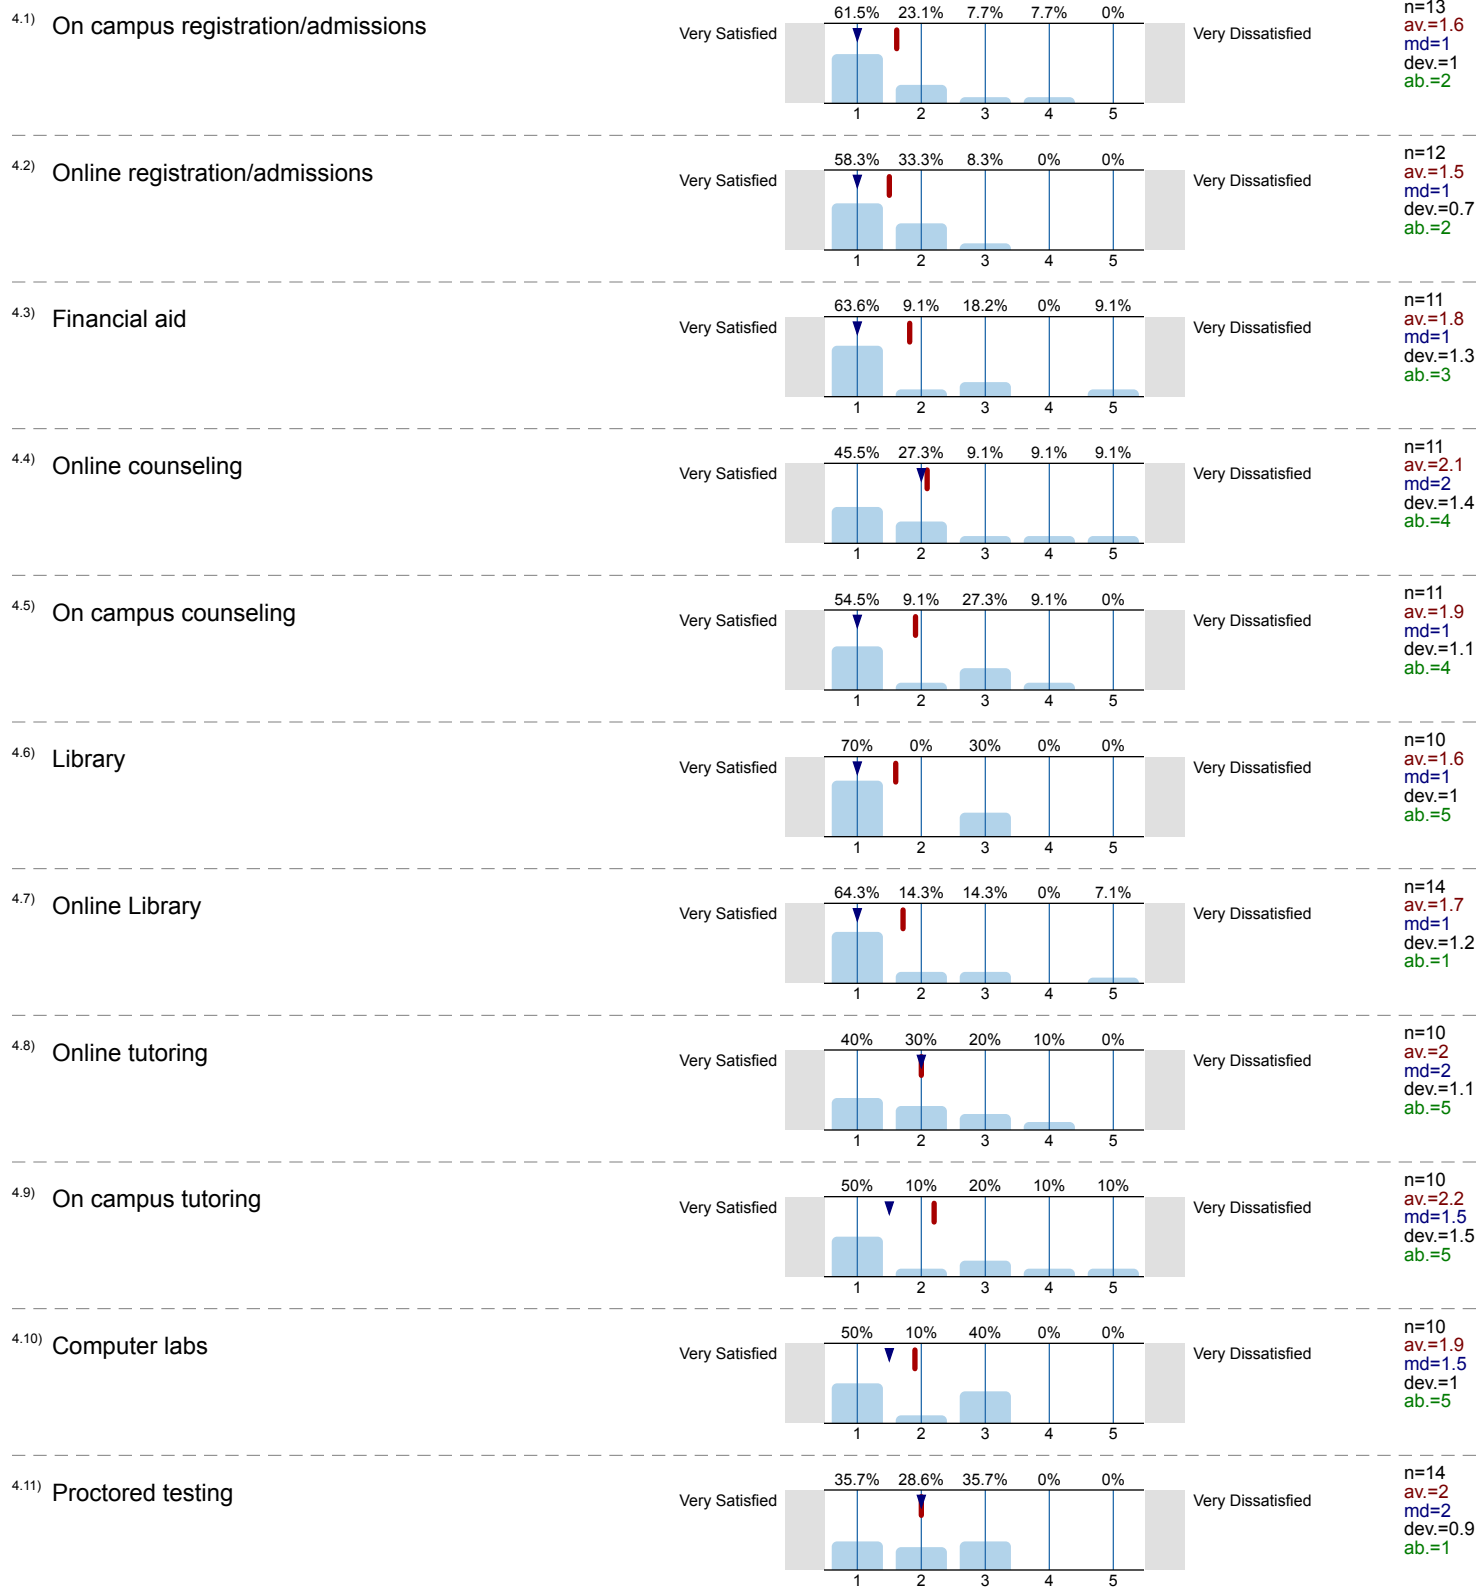 4.1) On campus registration/admissions
Very Satisfied
61.5% 23.1% 7.7% 7.7% 0%
1 2 3 4 5
Very Dissatisfied
n=13
av.=1.6
md=1
dev.=1
ab.=2
4.2) Online registration/admissions
Very Satisfied
58.3% 33.3% 8.3% 0% 0%
1 2 3 4 5
Very Dissatisfied
n=12
av.=1.5
md=1
dev.=0.7
ab.=2
4.3) Financial aid
Very Satisfied
63.6% 9.1% 18.2% 0% 9.1%
1 2 3 4 5
Very Dissatisfied
n=11
av.=1.8
md=1
dev.=1.3
ab.=3
4.4) Online counseling
Very Satisfied
45.5% 27.3% 9.1% 9.1% 9.1%
1 2 3 4 5
Very Dissatisfied
n=11
av.=2.1
md=2
dev.=1.4
ab.=4
4.5) On campus counseling
Very Satisfied
54.5% 9.1% 27.3% 9.1% 0%
1 2 3 4 5
Very Dissatisfied
n=11
av.=1.9
md=1
dev.=1.1
ab.=4
4.6) Library
Very Satisfied
70% 0% 30% 0% 0%
1 2 3 4 5
Very Dissatisfied
n=10
av.=1.6
md=1
dev.=1
ab.=5
4.7) Online Library
Very Satisfied
64.3% 14.3% 14.3% 0% 7.1%
1 2 3 4 5
Very Dissatisfied
n=14
av.=1.7
md=1
dev.=1.2
ab.=1
4.8) Online tutoring
Very Satisfied
40% 30% 20% 10% 0%
1 2 3 4 5
Very Dissatisfied
n=10
av.=2
md=2
dev.=1.1
ab.=5
4.9) On campus tutoring
Very Satisfied
50% 10% 20% 10% 10%
1 2 3 4 5
Very Dissatisfied
n=10
av.=2.2
md=1.5
dev.=1.5
ab.=5
4.10) Computer labs
Very Satisfied
50% 10% 40% 0% 0%
1 2 3 4 5
Very Dissatisfied
n=10
av.=1.9
md=1.5
dev.=1
ab.=5
4.11) Proctored testing
Very Satisfied
35.7% 28.6% 35.7% 0% 0%
1 2 3 4 5
Very Dissatisfied
n=14
av.=2
md=2
dev.=0.9
ab.=1